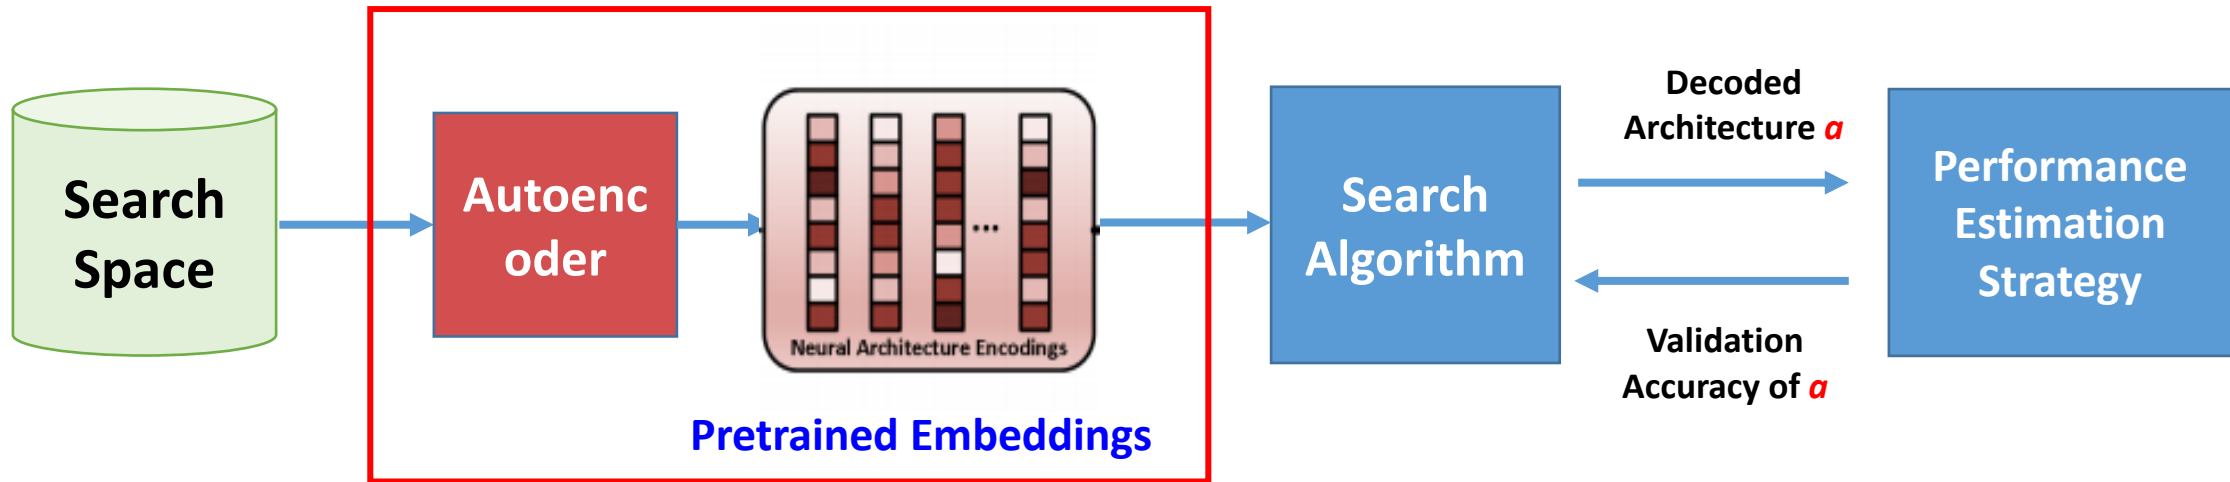 Search
Space
Autoenc
oder
...
Neural Architecture Encodings
Pretrained Embeddings
Search
Algorithm
Decoded
Architecture a
Validation
Accuracy of a
Performance
Estimation
Strategy